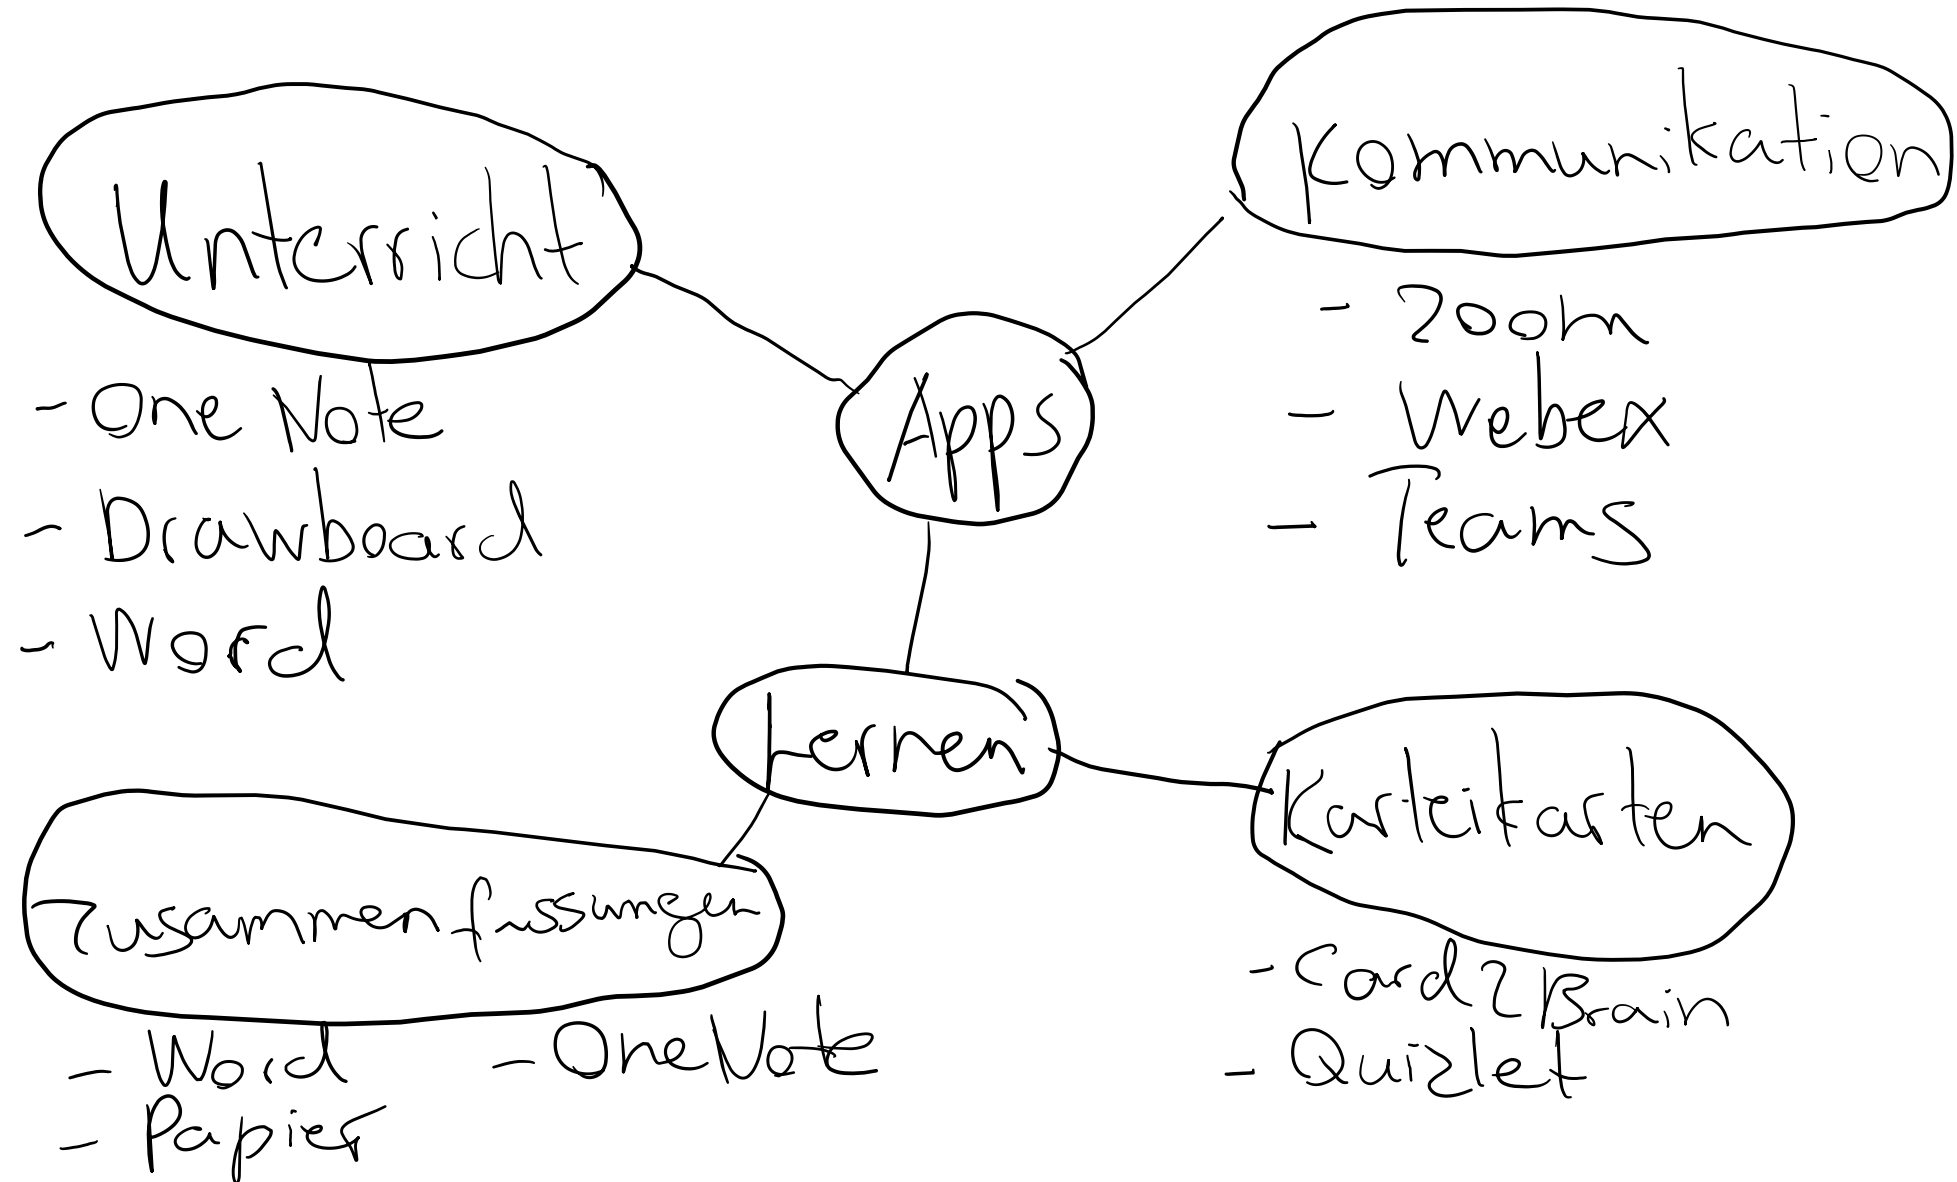 Unterricht
- One Note
- Drawboard
- Word
Kommunikation
- Zoom
- Webex
- Teams
Apps
Lernen
Zusammenfassungen
- Word
- Papier
- OneNote
Karteikarten
- Card2Brain
- Quizlet